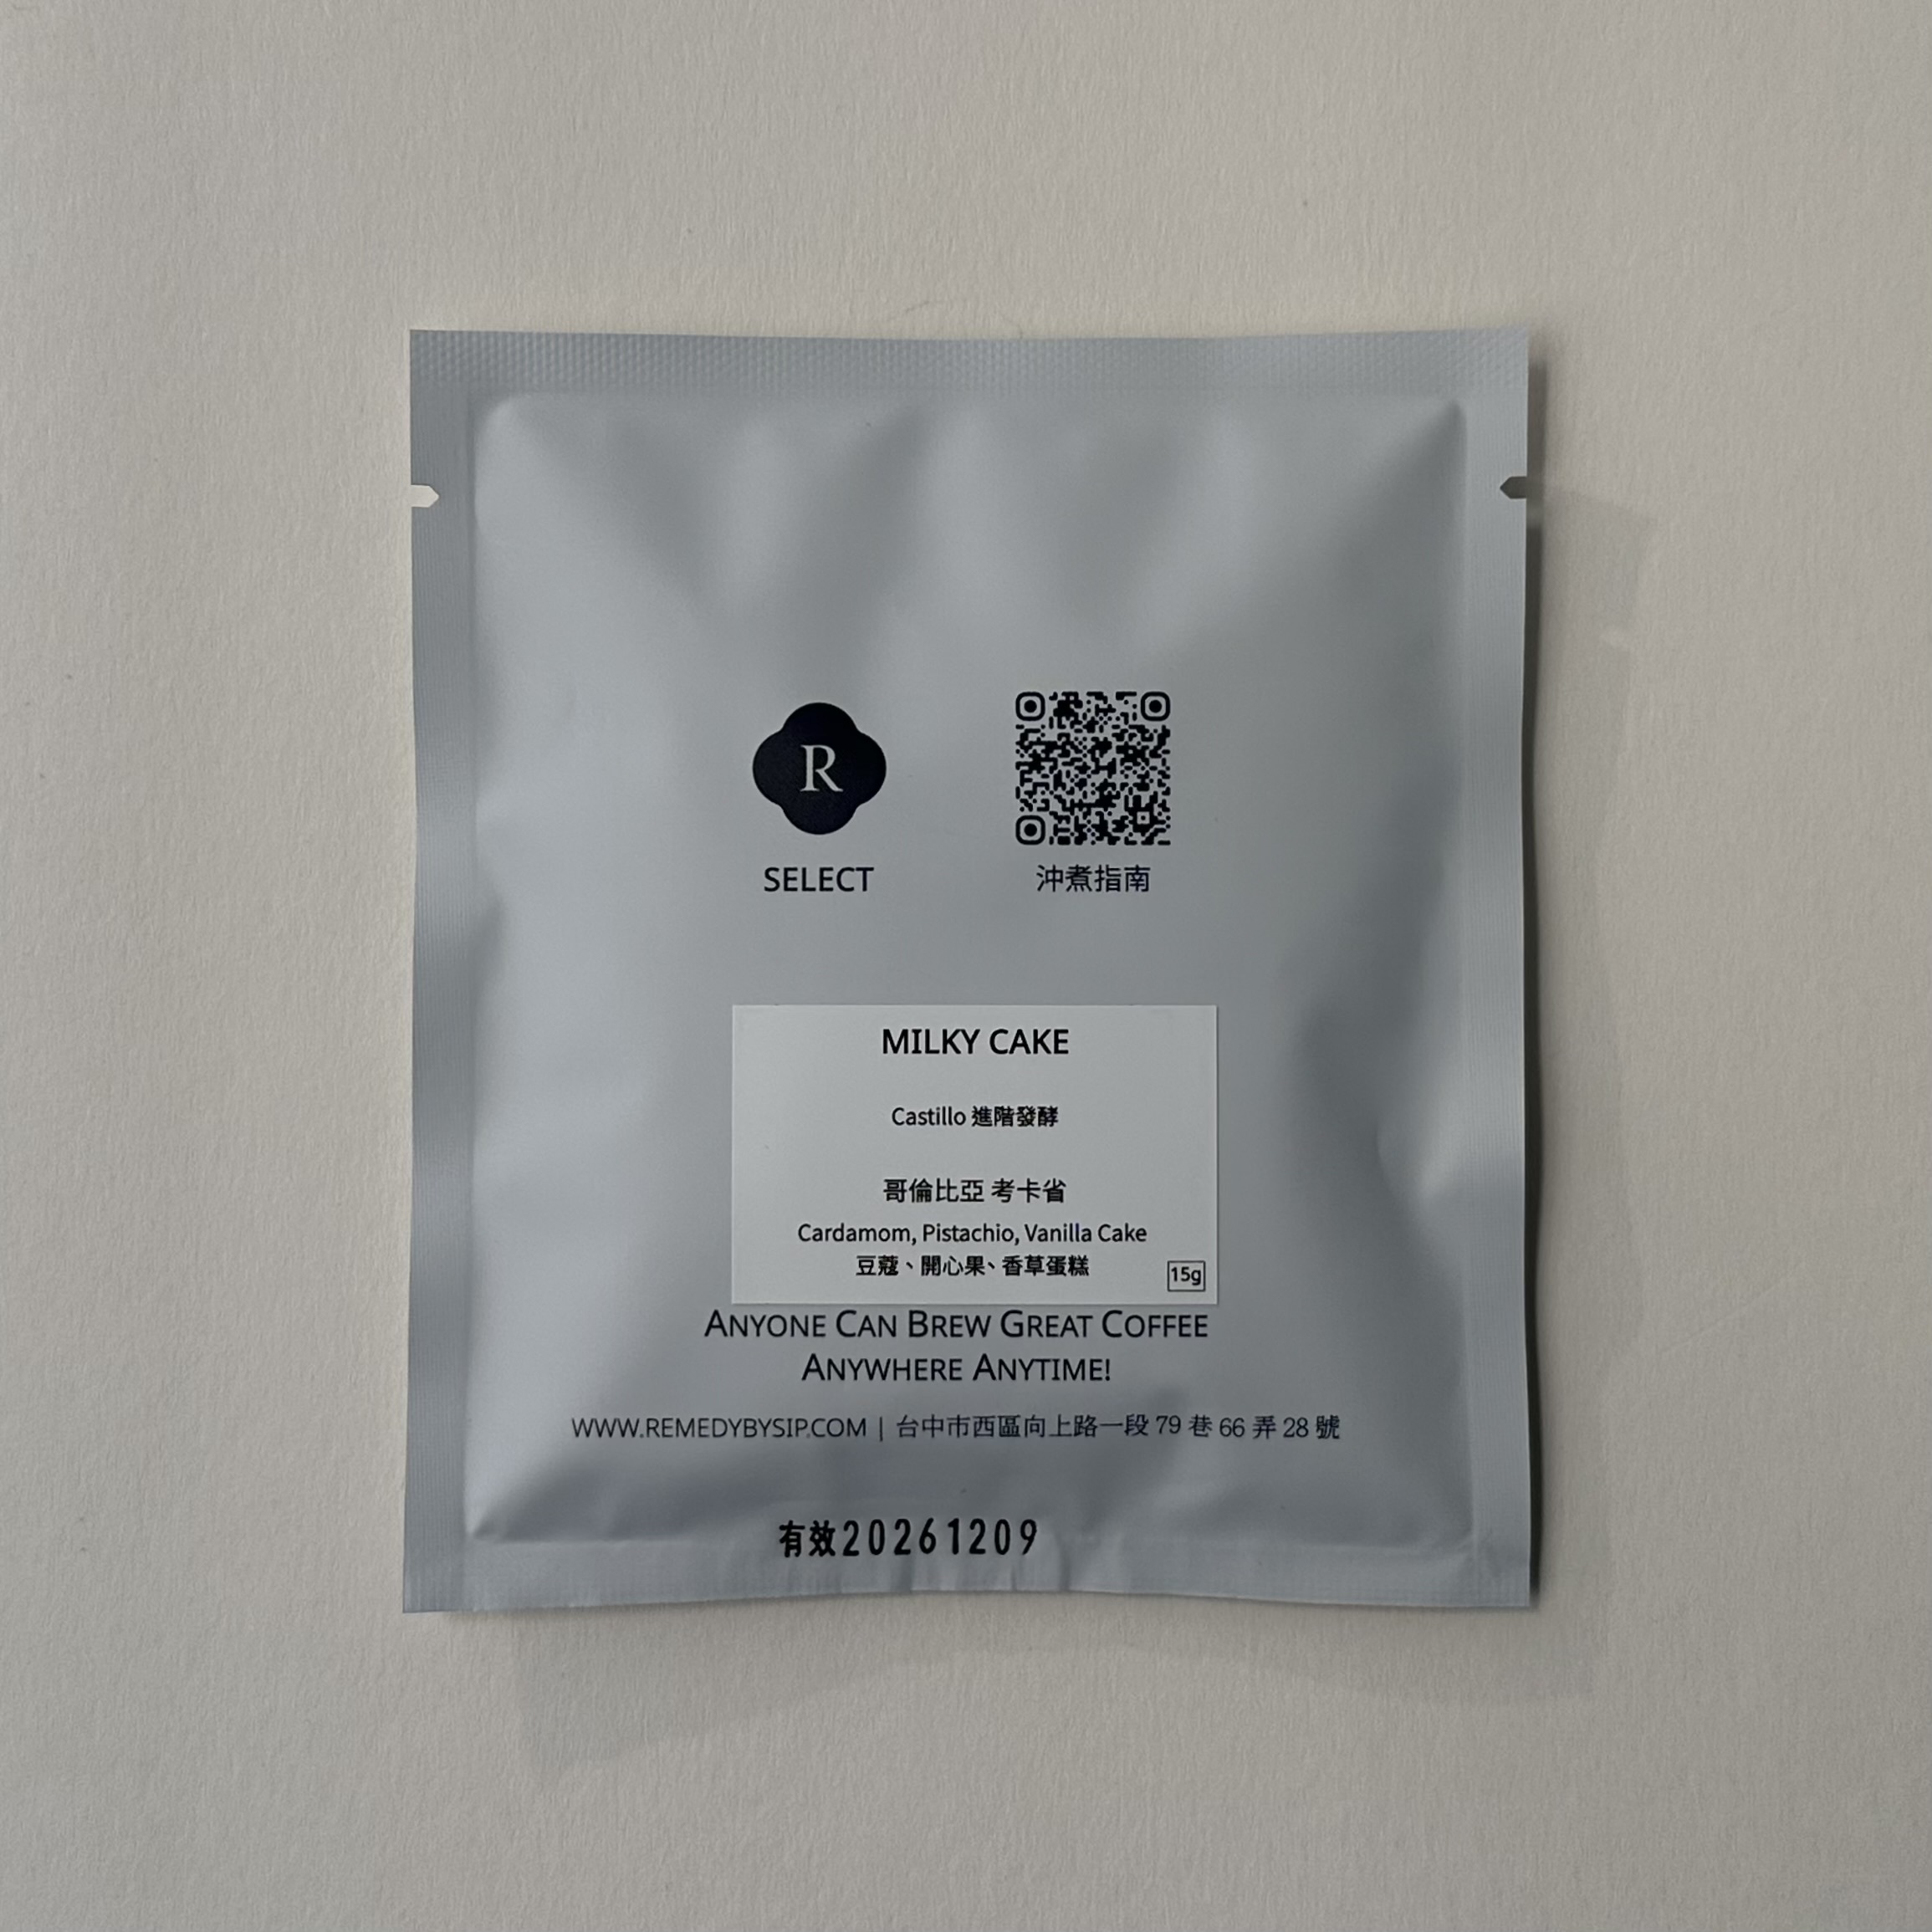 R
SELECT
沖煮指南
MILKY CAKE
Castillo 進階發酵
哥倫比亞 考卡省
Cardamom, Pistachio, Vanilla Cake
豆蔻、開心果、香草蛋糕
15g
ANYONE CAN BREW GREAT COFFEE
ANYWHERE ANYTIME!
WWW.REMEDYBYSIP.COM | 台中市西區向上路一段 79 巷 66 弄 28 號
有效20261209